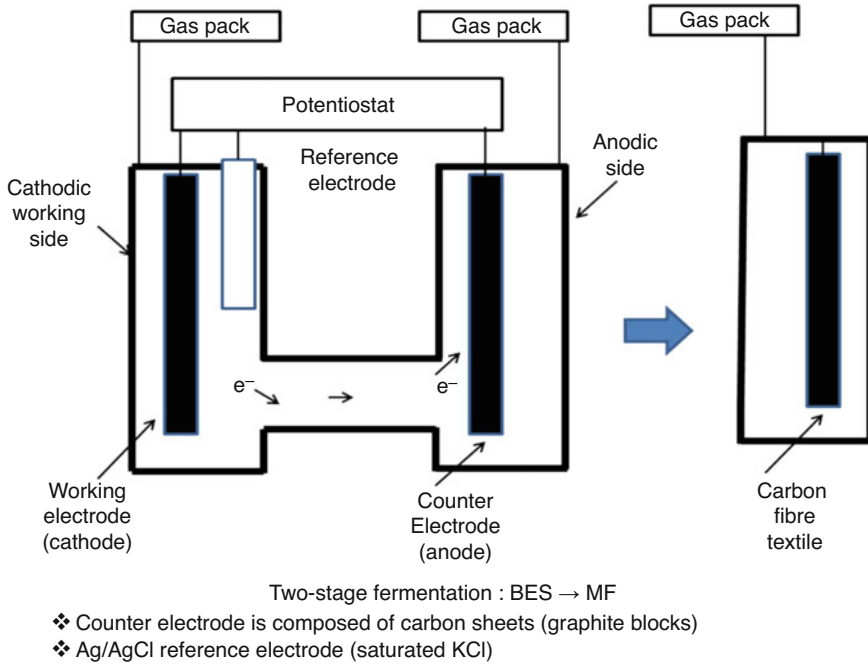 Gas pack
Gas pack
Gas pack
Potentiostat
Reference
electrode
Anodic
side
Cathodic
working
side
e–
e–
Working
electrode
(cathode)
Counter
Electrode
(anode)
Carbon
fibre
textile
Two-stage fermentation : BES → MF
❖ Counter electrode is composed of carbon sheets (graphite blocks)
❖ Ag/AgCl reference electrode (saturated KCl)